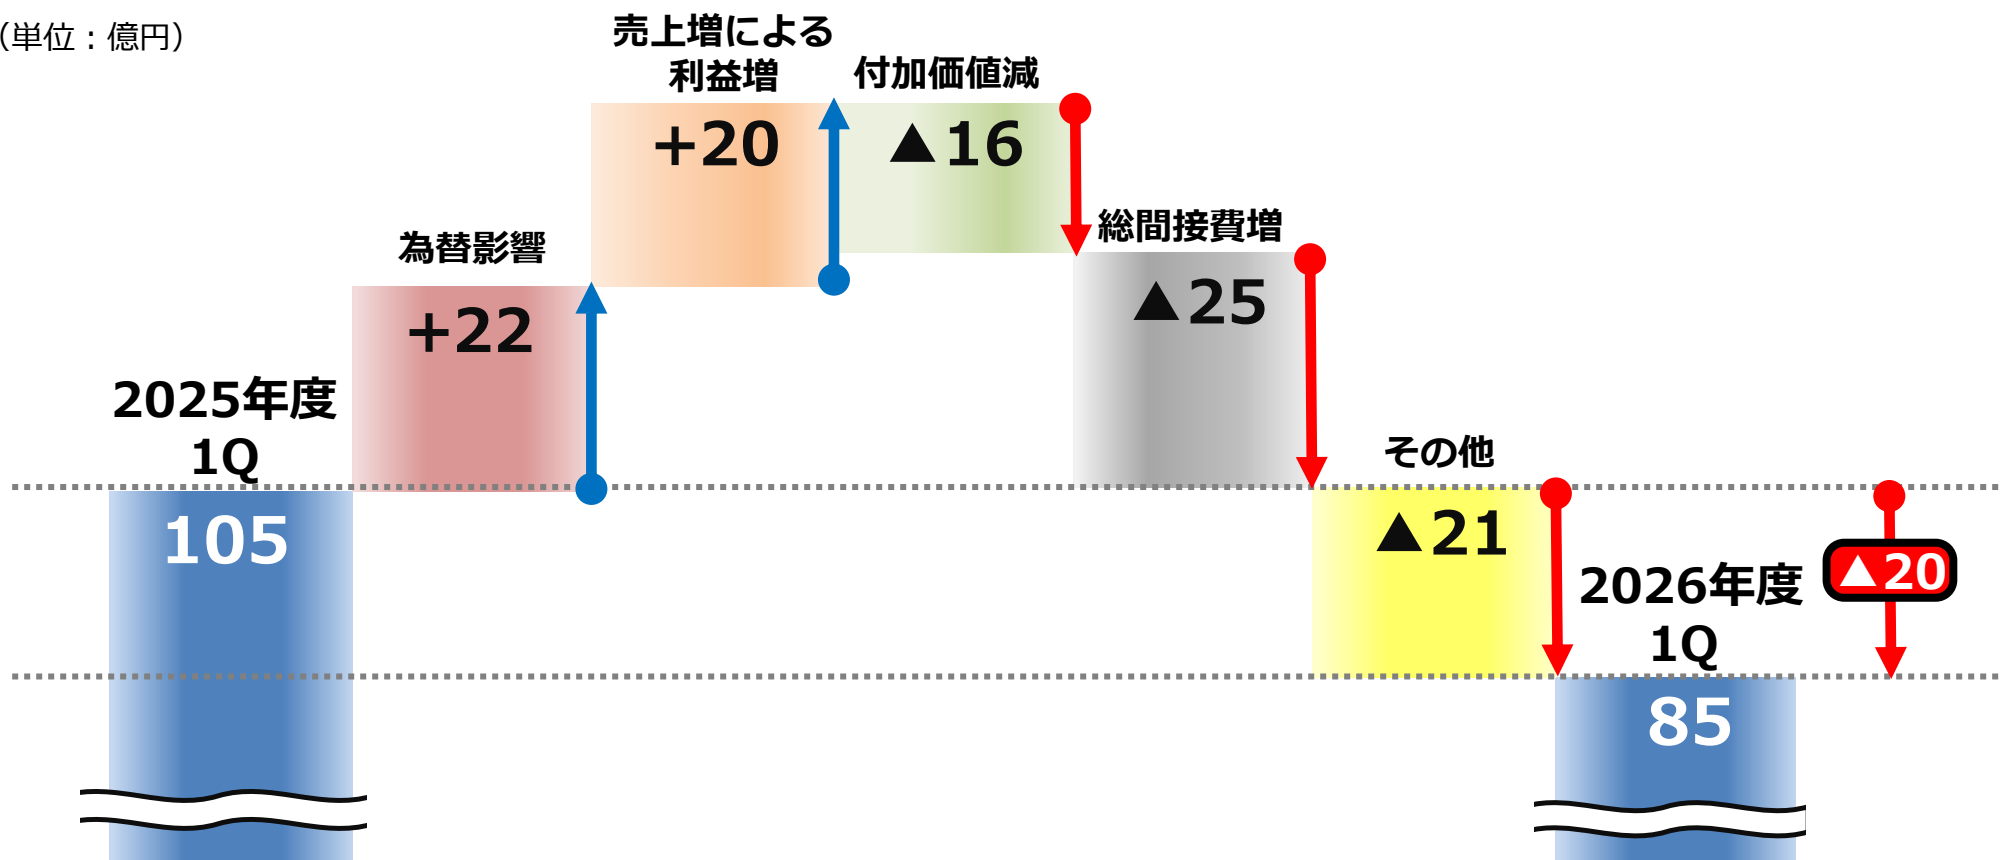 （単位：億円）
売上増による
利益増
付加価値減
+20
▲16
総間接費増
為替影響
▲25
+22
2025年度
1Q
その他
105
▲21
2026年度
1Q
▲20
85